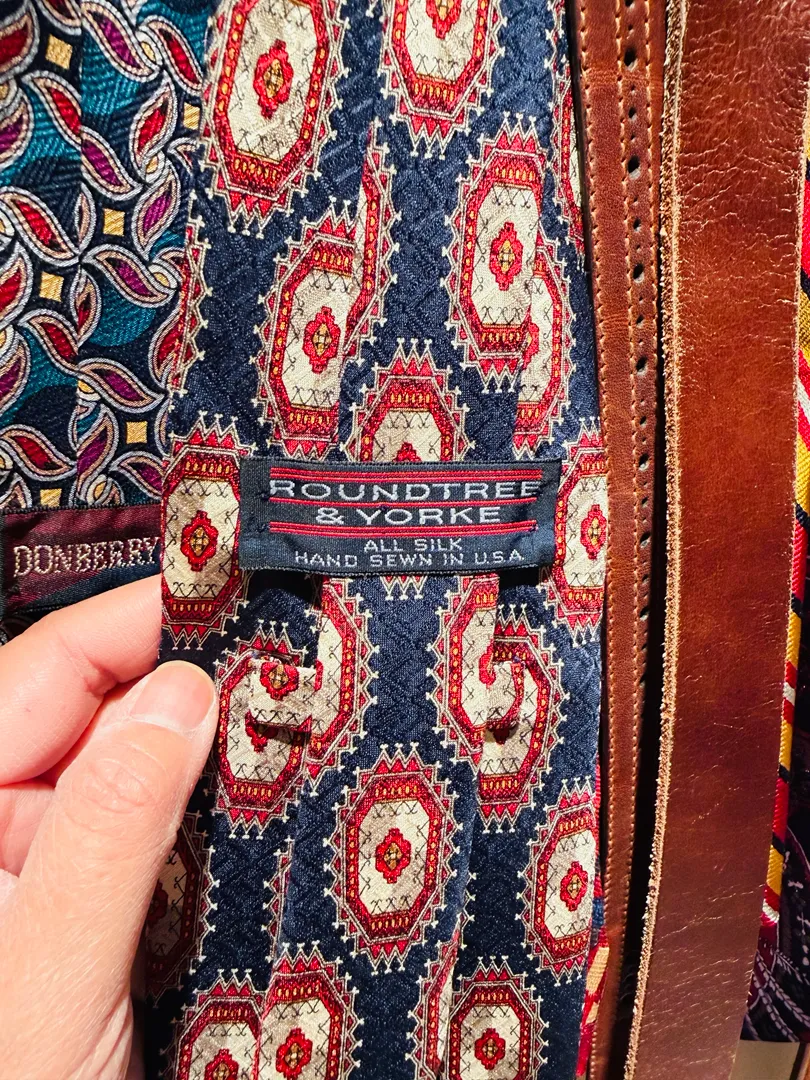 ROUNDTREE
& YORKE
ALL SILK
HAND SEWN IN U.S.A.
DONBERRY